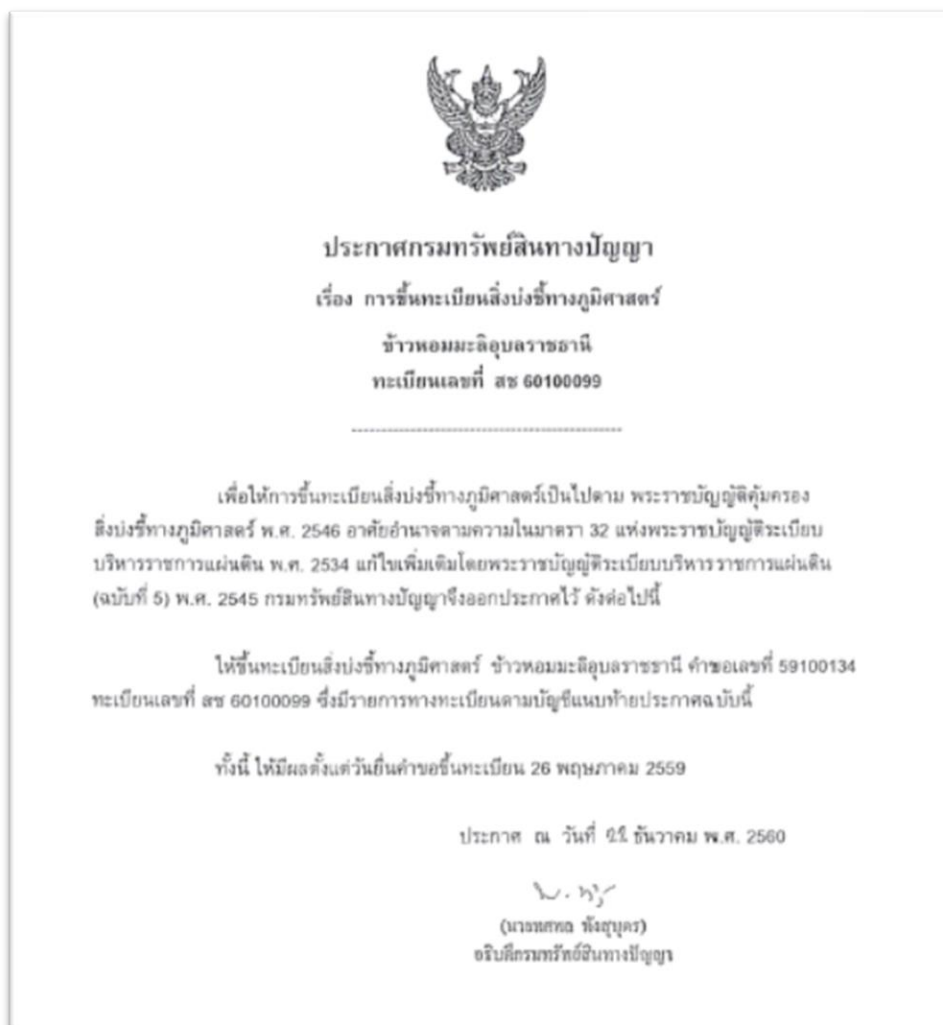 ประกาศกรมทรัพย์สินทางปัญญา
เรื่อง การขึ้นทะเบียนสิ่งบ่งชี้ทางภูมิศาสตร์
ข้าวหอมมะลิอุบลราชธานี
ทะเบียนเลขที่ สช 60100099
เพื่อให้การขึ้นทะเบียนสิ่งบ่งชี้ทางภูมิศาสตร์เป็นไปตาม พระราชบัญญัติคุ้มครอง
สิ่งบ่งชี้ทางภูมิศาสตร์ พ.ศ. 2546 อาศัยอำนาจตามความในมาตรา 32 แห่งพระราชบัญญัติระเบียบ
บริหารราชการแผ่นดิน พ.ศ. 2534 แก้ไขเพิ่มเติมโดยพระราชบัญญัติระเบียบบริหารราชการแผ่นดิน
(ฉบับที่ 5) พ.ศ. 2545 กรมทรัพย์สินทางปัญญาจึงออกประกาศไว้ ดังต่อไปนี้
ให้ขึ้นทะเบียนสิ่งบ่งชี้ทางภูมิศาสตร์ ข้าวหอมมะลิอุบลราชธานี คำขอเลขที่ 59100134
ทะเบียนเลขที่ สช 60100099 ซึ่งมีรายการทางทะเบียนตามบัญชีแนบท้ายประกาศฉบับนี้
ทั้งนี้ ให้มีผลตั้งแต่วันยื่นคำขอขึ้นทะเบียน 26 พฤษภาคม 2559
ประกาศ ณ วันที่ ธันวาคม พ.ศ. 2560
(นายทศพล ทังสุบุตร)
อธิบดีกรมทรัพย์สินทางปัญญา